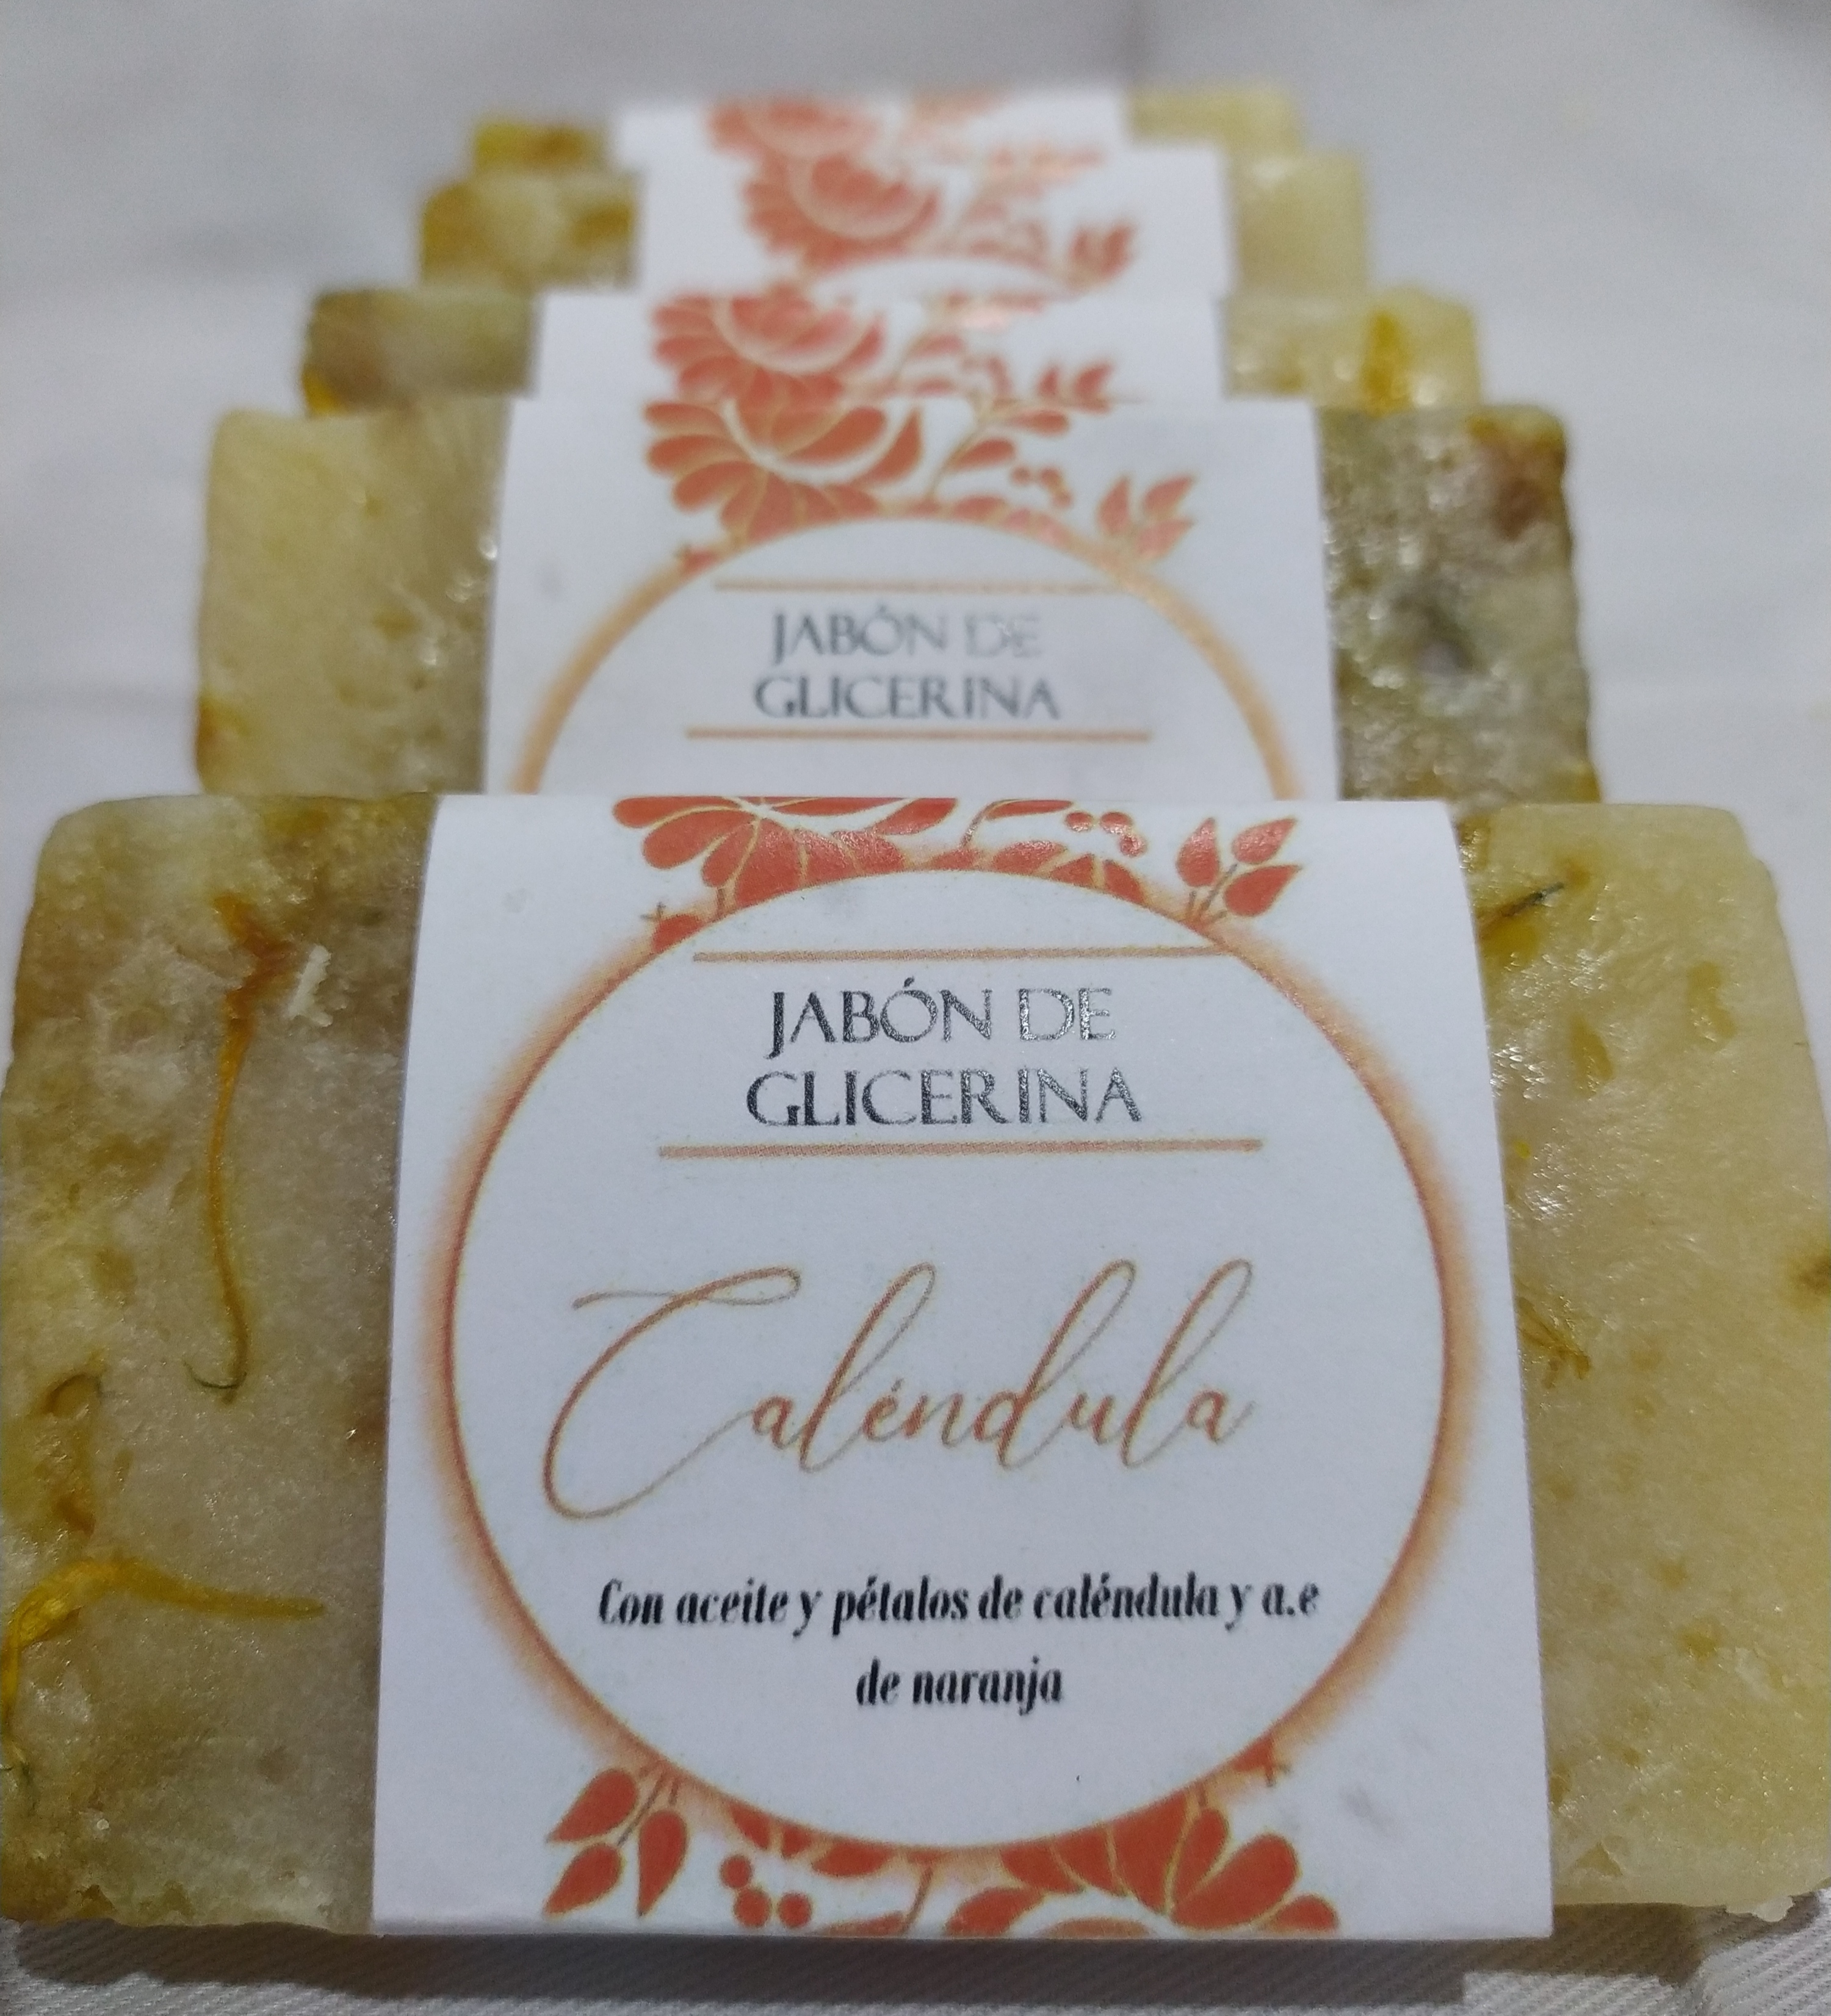 JABÓN DE
GLICERINA
JABÓN DE
GLICERINA
Caléndula
Con aceite y pétalos de caléndula y a.e
de naranja